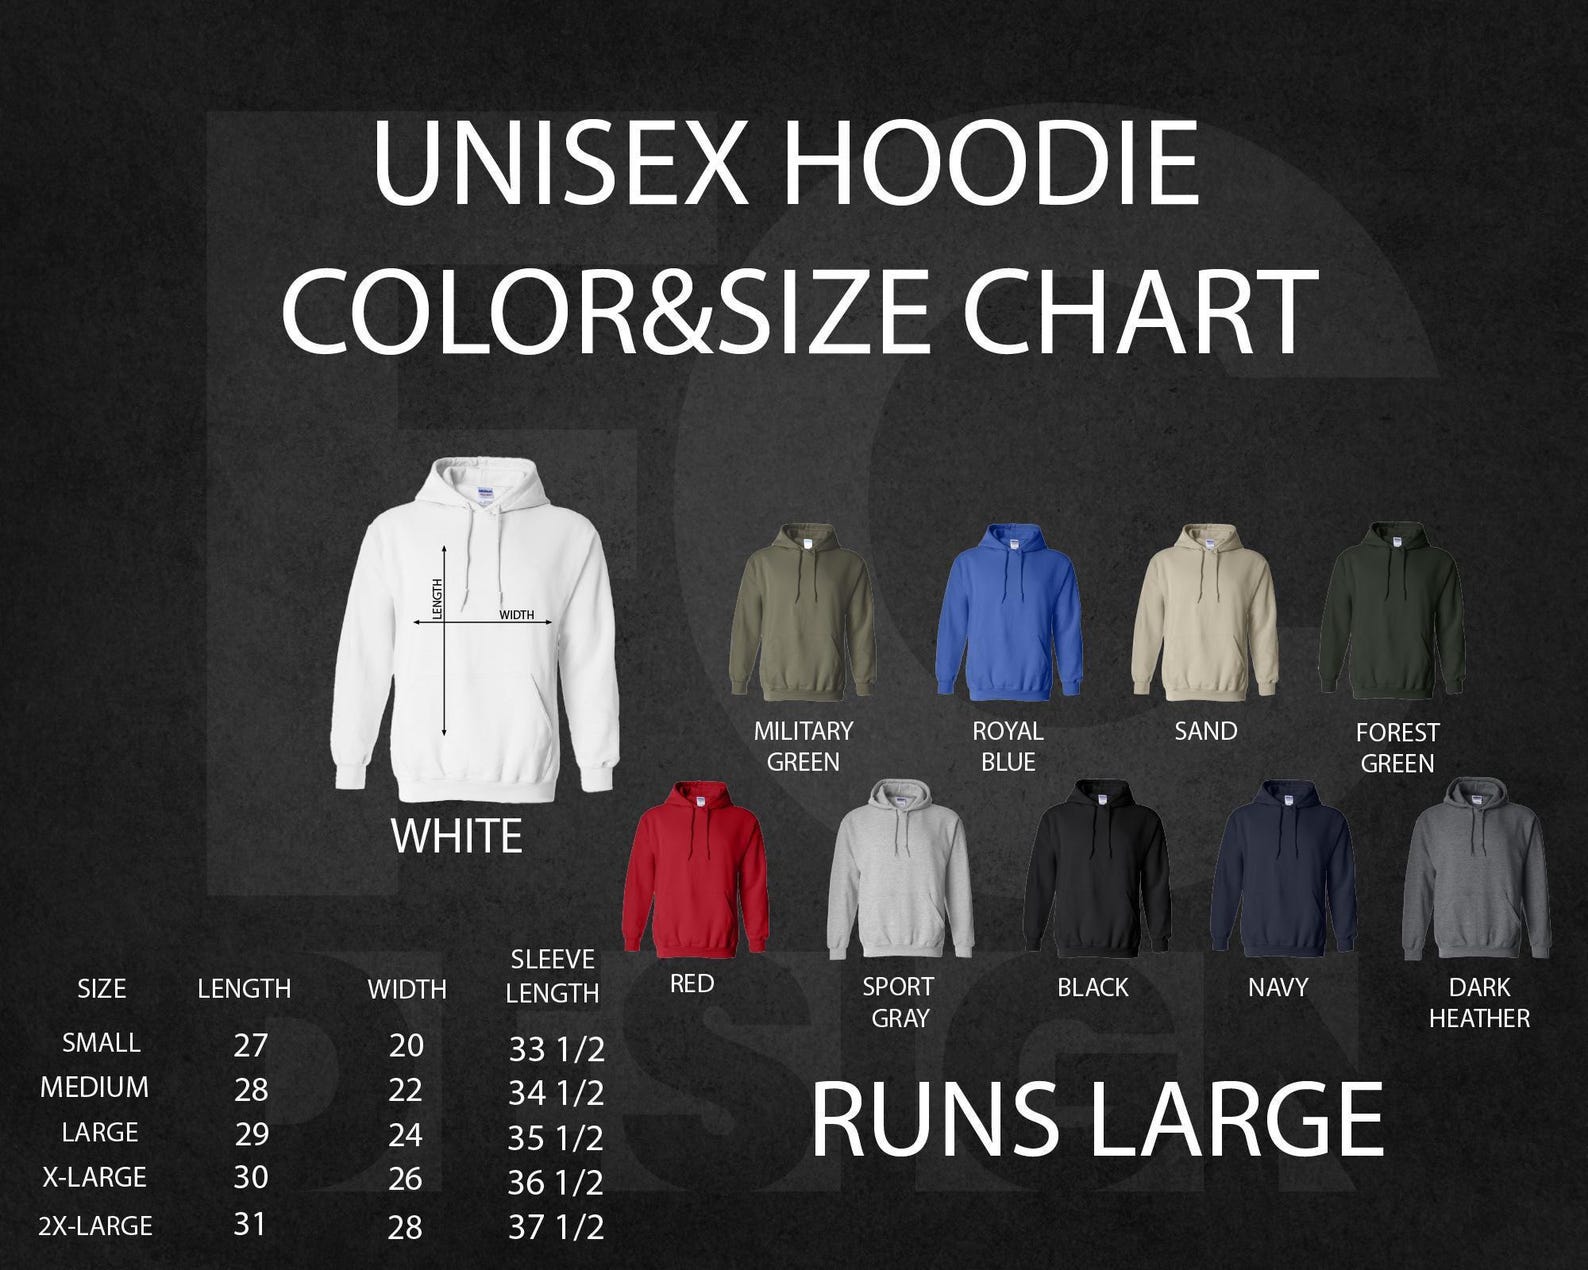 UNISEX HOODIE
COLOR&SIZE CHART
LENGTH
WIDTH
WHITE
MILITARY
GREEN
ROYAL
BLUE
SAND
FOREST
GREEN
RED
SPORT
GRAY
BLACK
NAVY
DARK
HEATHER
SIZE LENGTH WIDTH SLEEVE
LENGTH
SMALL 27 20 33 1/2
MEDIUM 28 22 34 1/2
LARGE 29 24 35 1/2
X-LARGE 30 26 36 1/2
2X-LARGE 31 28 37 1/2
RUNS LARGE
FG
DESIGN